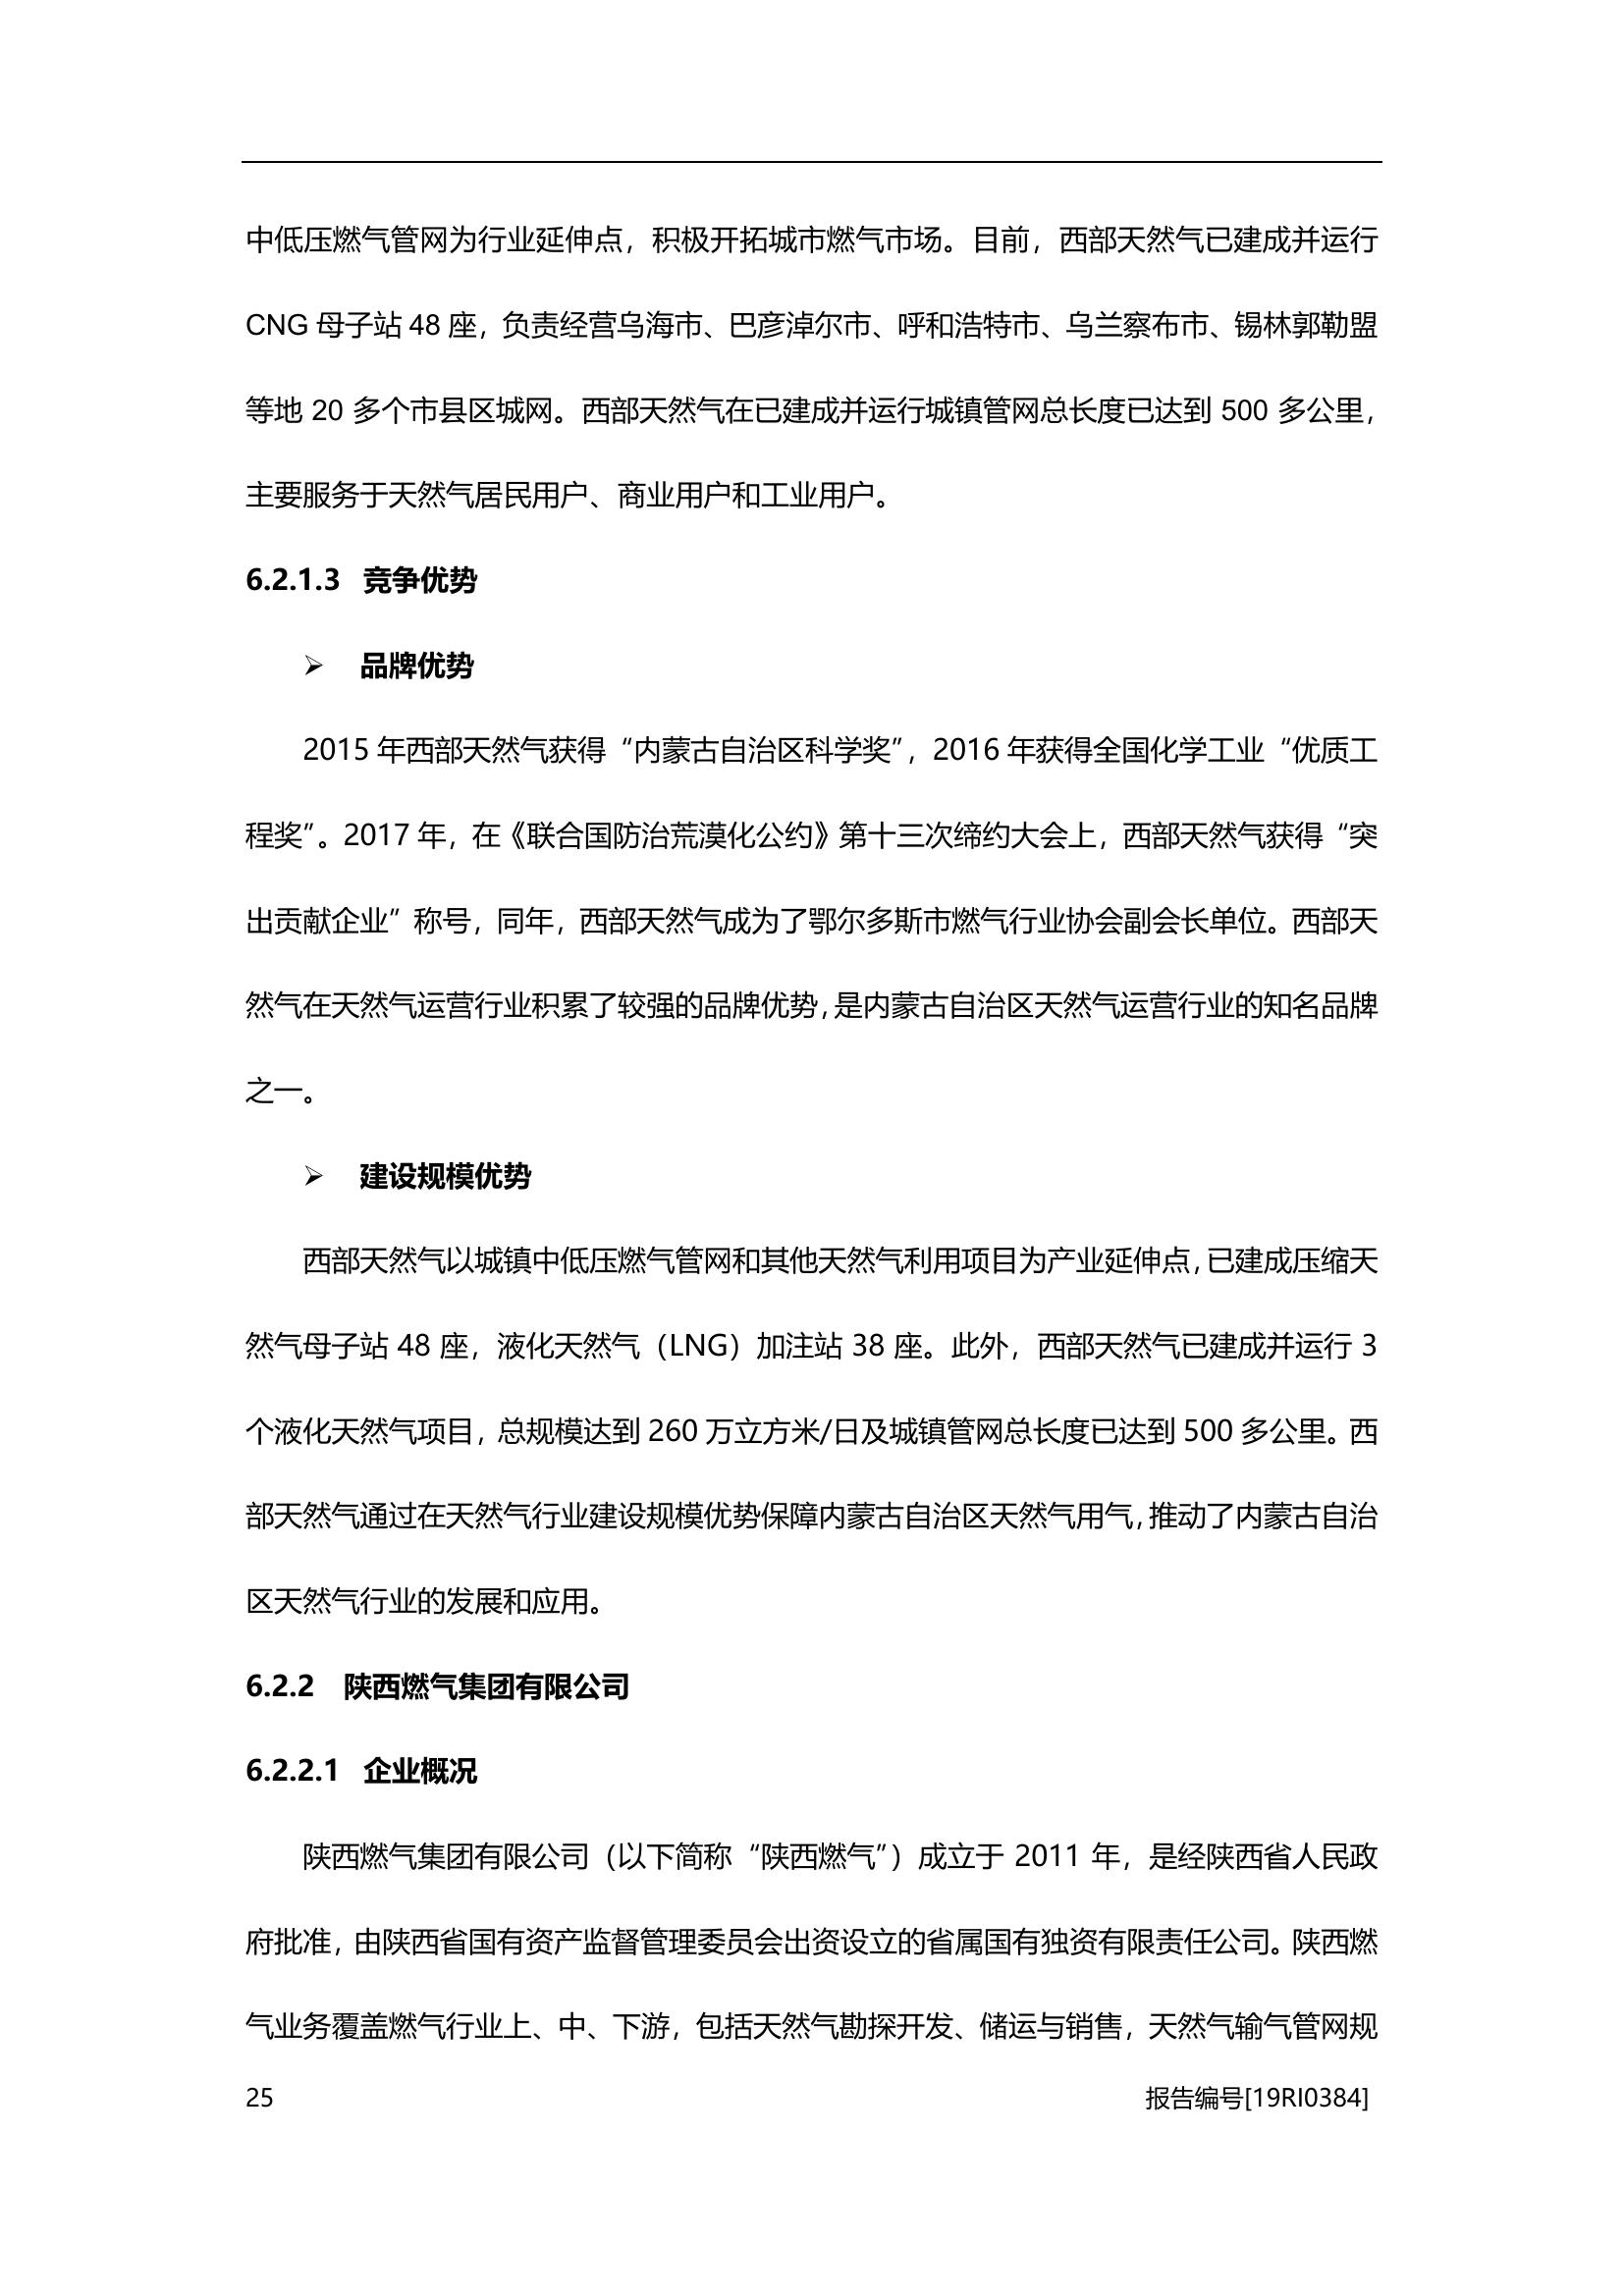 中低压燃气管网为行业延伸点，积极开拓城市燃气市场。目前，西部天然气已建成并运行
CNG 母子站 48 座，负责经营乌海市、巴彦淖尔市、呼和浩特市、乌兰察布市、锡林郭勒盟
等地 20 多个市县区城网。西部天然气在已建成并运行城镇管网总长度已达到 500 多公里，
主要服务于天然气居民用户、商业用户和工业用户。
6.2.1.3 竞争优势
➢ 品牌优势
2015 年西部天然气获得“内蒙古自治区科学奖”，2016 年获得全国化学工业“优质工
程奖”。2017 年，在《联合国防治荒漠化公约》第十三次缔约大会上，西部天然气获得“突
出贡献企业”称号，同年，西部天然气成为了鄂尔多斯市燃气行业协会副会长单位。西部天
然气在天然气运营行业积累了较强的品牌优势，是内蒙古自治区天然气运营行业的知名品牌
之一。
➢ 建设规模优势
西部天然气以城镇中低压燃气管网和其他天然气利用项目为产业延伸点，已建成压缩天
然气母子站 48 座，液化天然气（LNG）加注站 38 座。此外，西部天然气已建成并运行 3
个液化天然气项目，总规模达到 260 万立方米/日及城镇管网总长度已达到 500 多公里。西
部天然气通过在天然气行业建设规模优势保障内蒙古自治区天然气用气，推动了内蒙古自治
区天然气行业的发展和应用。
6.2.2 陕西燃气集团有限公司
6.2.2.1 企业概况
陕西燃气集团有限公司（以下简称“陕西燃气”）成立于 2011 年，是经陕西省人民政
府批准，由陕西省国有资产监督管理委员会出资设立的省属国有独资有限责任公司。陕西燃
气业务覆盖燃气行业上、中、下游，包括天然气勘探开发、储运与销售，天然气输气管网规
25 报告编号[19RI0384]